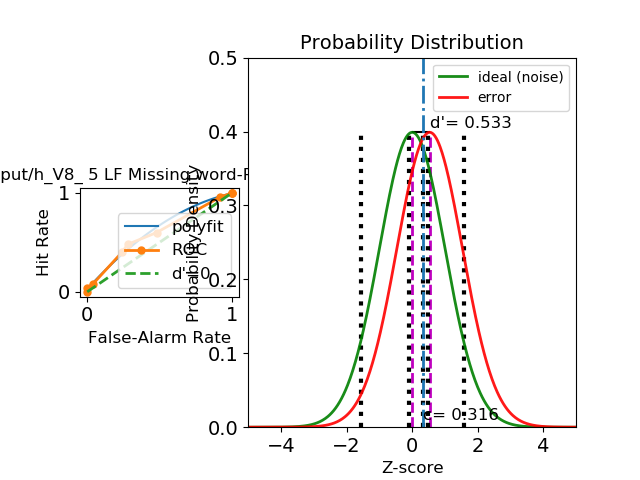 Probability Distribution
put/h_V8_ 5 LF Missing word-
Hit Rate
1
0
polyfit
ROC
0
1
False-Alarm Rate
Probability Density
0.5
0.4
0.3
0.2
0.1
0.0
ideal (noise)
error
d'= 0.533
c= 0.316
−4
−2
0
2
4
Z-score